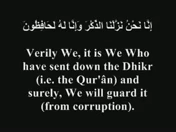 إِنَّا نَحْنُ نَزَّلْنَا الذِّكْرَ وَإِنَّا لَهُ لَحَافِظُونَ
Verily We, it is We Who
have sent down the Dhikr
(i.e. the Qur'ân) and
surely, We will guard it
(from corruption).